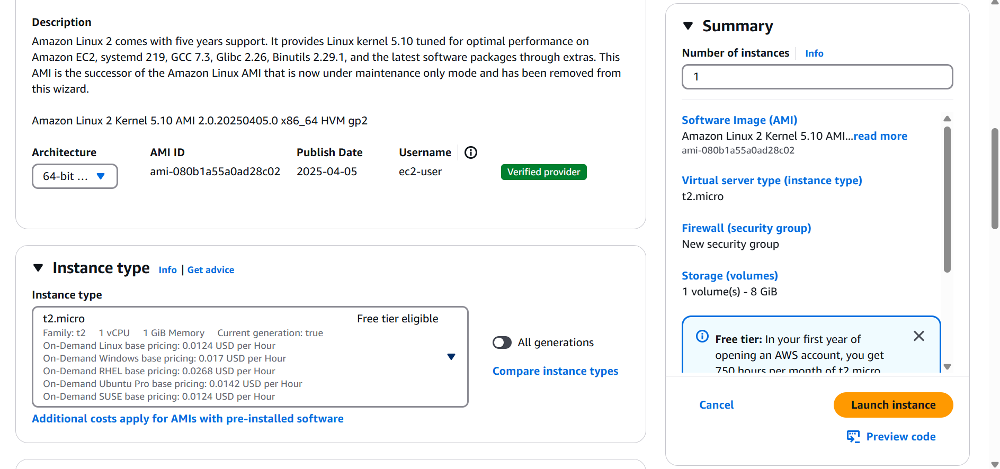 Description
Amazon Linux 2 comes with five years support. It provides Linux kernel 5.10 tuned for optimal performance on
Amazon EC2, systemd 219, GCC 7.3, Glibc 2.26, Binutils 2.29.1, and the latest software packages through extras. This
AMI is the successor of the Amazon Linux AMI that is now under maintenance only mode and has been removed from
this wizard.
Amazon Linux 2 Kernel 5.10 AMI 2.0.20250405.0 x86_64 HVM gp2
Architecture AMI ID Publish Date Username
64-bit ... ami-080b1a55a0ad28c02 2025-04-05 ec2-user Verified provider
Instance type Info | Get advice
Instance type
t2.micro Free tier eligible
Family: t2 1 vCPU 1 GiB Memory Current generation: true
On-Demand Linux base pricing: 0.0124 USD per Hour
On-Demand Windows base pricing: 0.017 USD per Hour
On-Demand RHEL base pricing: 0.0268 USD per Hour
On-Demand Ubuntu Pro base pricing: 0.0142 USD per Hour
On-Demand SUSE base pricing: 0.0124 USD per Hour
All generations
Compare instance types
Additional costs apply for AMIs with pre-installed software
Summary
Number of instances Info
1
Software Image (AMI)
Amazon Linux 2 Kernel 5.10 AMI...read more
ami-080b1a55a0ad28c02
Virtual server type (instance type)
t2.micro
Firewall (security group)
New security group
Storage (volumes)
1 volume(s) - 8 GiB
Free tier: In your first year of
opening an AWS account, you get
750 hours per month of t2.micro
Cancel
Launch instance
Preview code